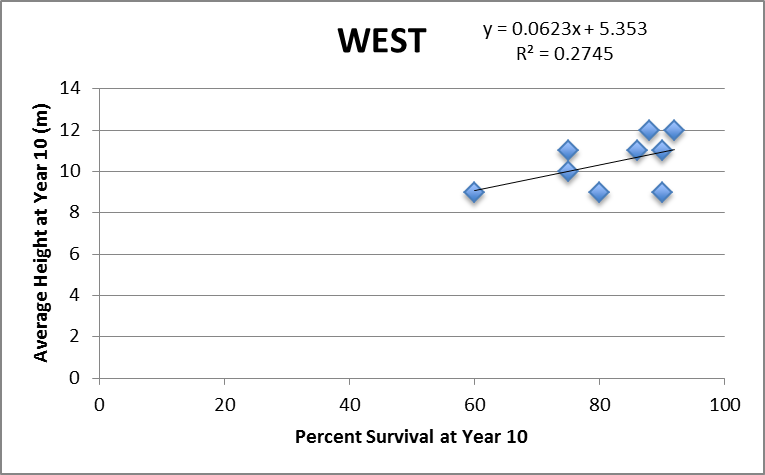 WEST
y = 0.0623x + 5.353
R² = 0.2745
Average Height at Year 10 (m)
14
12
10
8
6
4
2
0
0 20 40 60 80 100
Percent Survival at Year 10